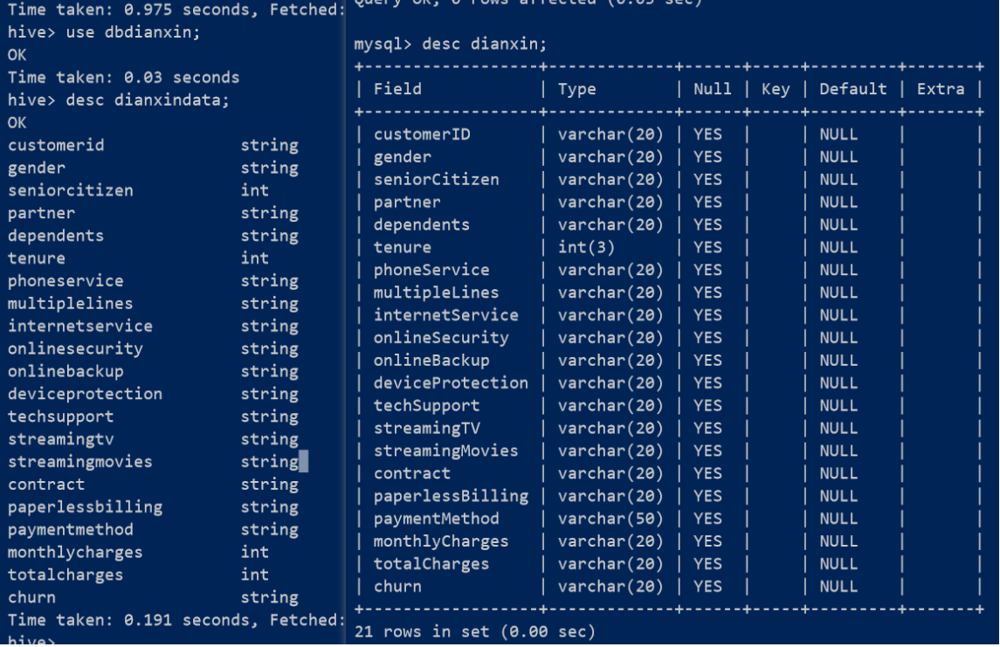 Time taken: 0.975 seconds, Fetched:
hive> use dbdianxin;
OK
Time taken: 0.03 seconds
hive> desc dianxindata;
OK
customerid string
gender string
seniorcitizen int
partner string
dependents string
tenure int
phoneservice string
multiplelines string
internetservice string
onlinesecurity string
onlinebackup string
deviceprotection string
techsupport string
streamingtv string
streamingmovies string
contract string
paperlessbilling string
paymentmethod string
monthlycharges int
totalcharges int
churn string
Time taken: 0.191 seconds, Fetched:
hive>
Query OK, 0 rows affected (0.05 sec)
mysql> desc dianxin;
+-----------------+-------------+------+-----+---------+-------+
| Field | Type | Null | Key | Default | Extra |
+-----------------+-------------+------+-----+---------+-------+
| customerID | varchar(20) | YES | | NULL | |
| gender | varchar(20) | YES | | NULL | |
| seniorCitizen | varchar(20) | YES | | NULL | |
| partner | varchar(20) | YES | | NULL | |
| dependents | varchar(20) | YES | | NULL | |
| tenure | int(3) | YES | | NULL | |
| phoneService | varchar(20) | YES | | NULL | |
| multipleLines | varchar(20) | YES | | NULL | |
| internetService | varchar(20) | YES | | NULL | |
| onlineSecurity | varchar(20) | YES | | NULL | |
| onlineBackup | varchar(20) | YES | | NULL | |
| deviceProtection | varchar(20) | YES | | NULL | |
| techSupport | varchar(20) | YES | | NULL | |
| streamingTV | varchar(20) | YES | | NULL | |
| streamingMovies | varchar(20) | YES | | NULL | |
| contract | varchar(20) | YES | | NULL | |
| paperlessBilling | varchar(20) | YES | | NULL | |
| paymentMethod | varchar(50) | YES | | NULL | |
| monthlyCharges | varchar(20) | YES | | NULL | |
| totalCharges | varchar(20) | YES | | NULL | |
| churn | varchar(20) | YES | | NULL | |
+-----------------+-------------+------+-----+---------+-------+
21 rows in set (0.00 sec)